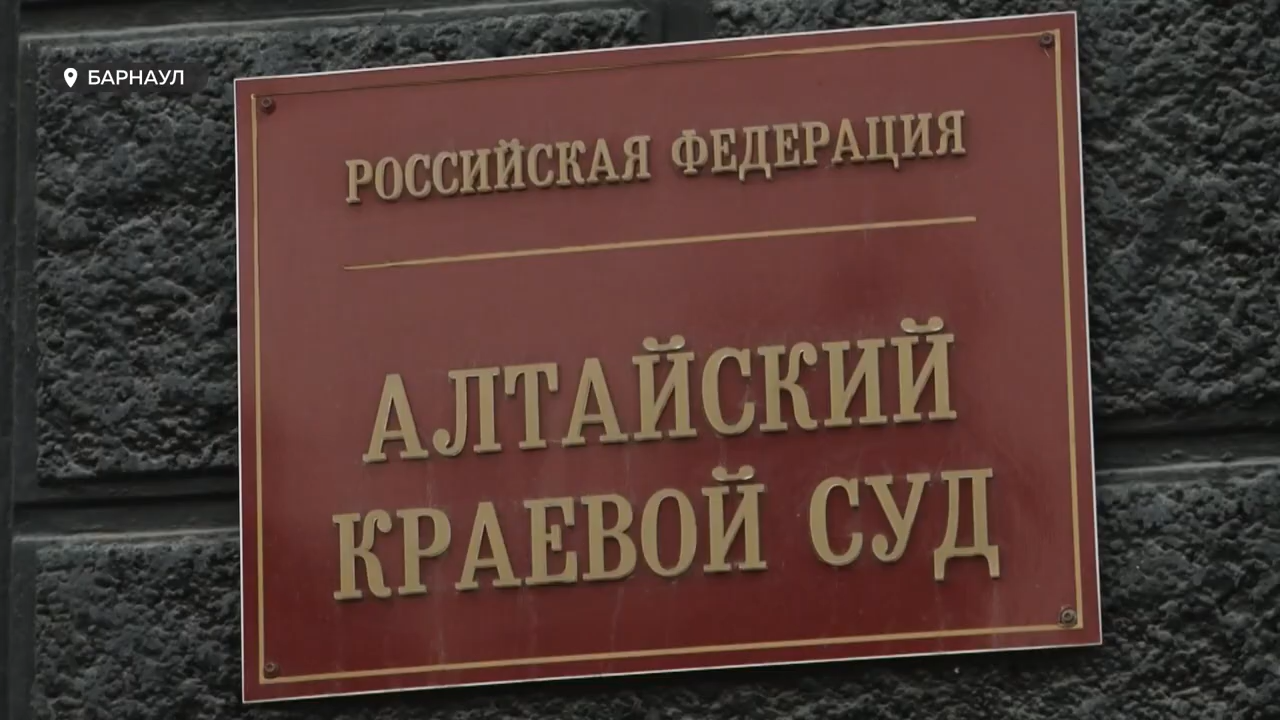 БАРНАУЛ
РОССИЙСКАЯ ФЕДЕРАЦИЯ
АЛТАЙСКИЙ
КРАЕВОЙ СУД